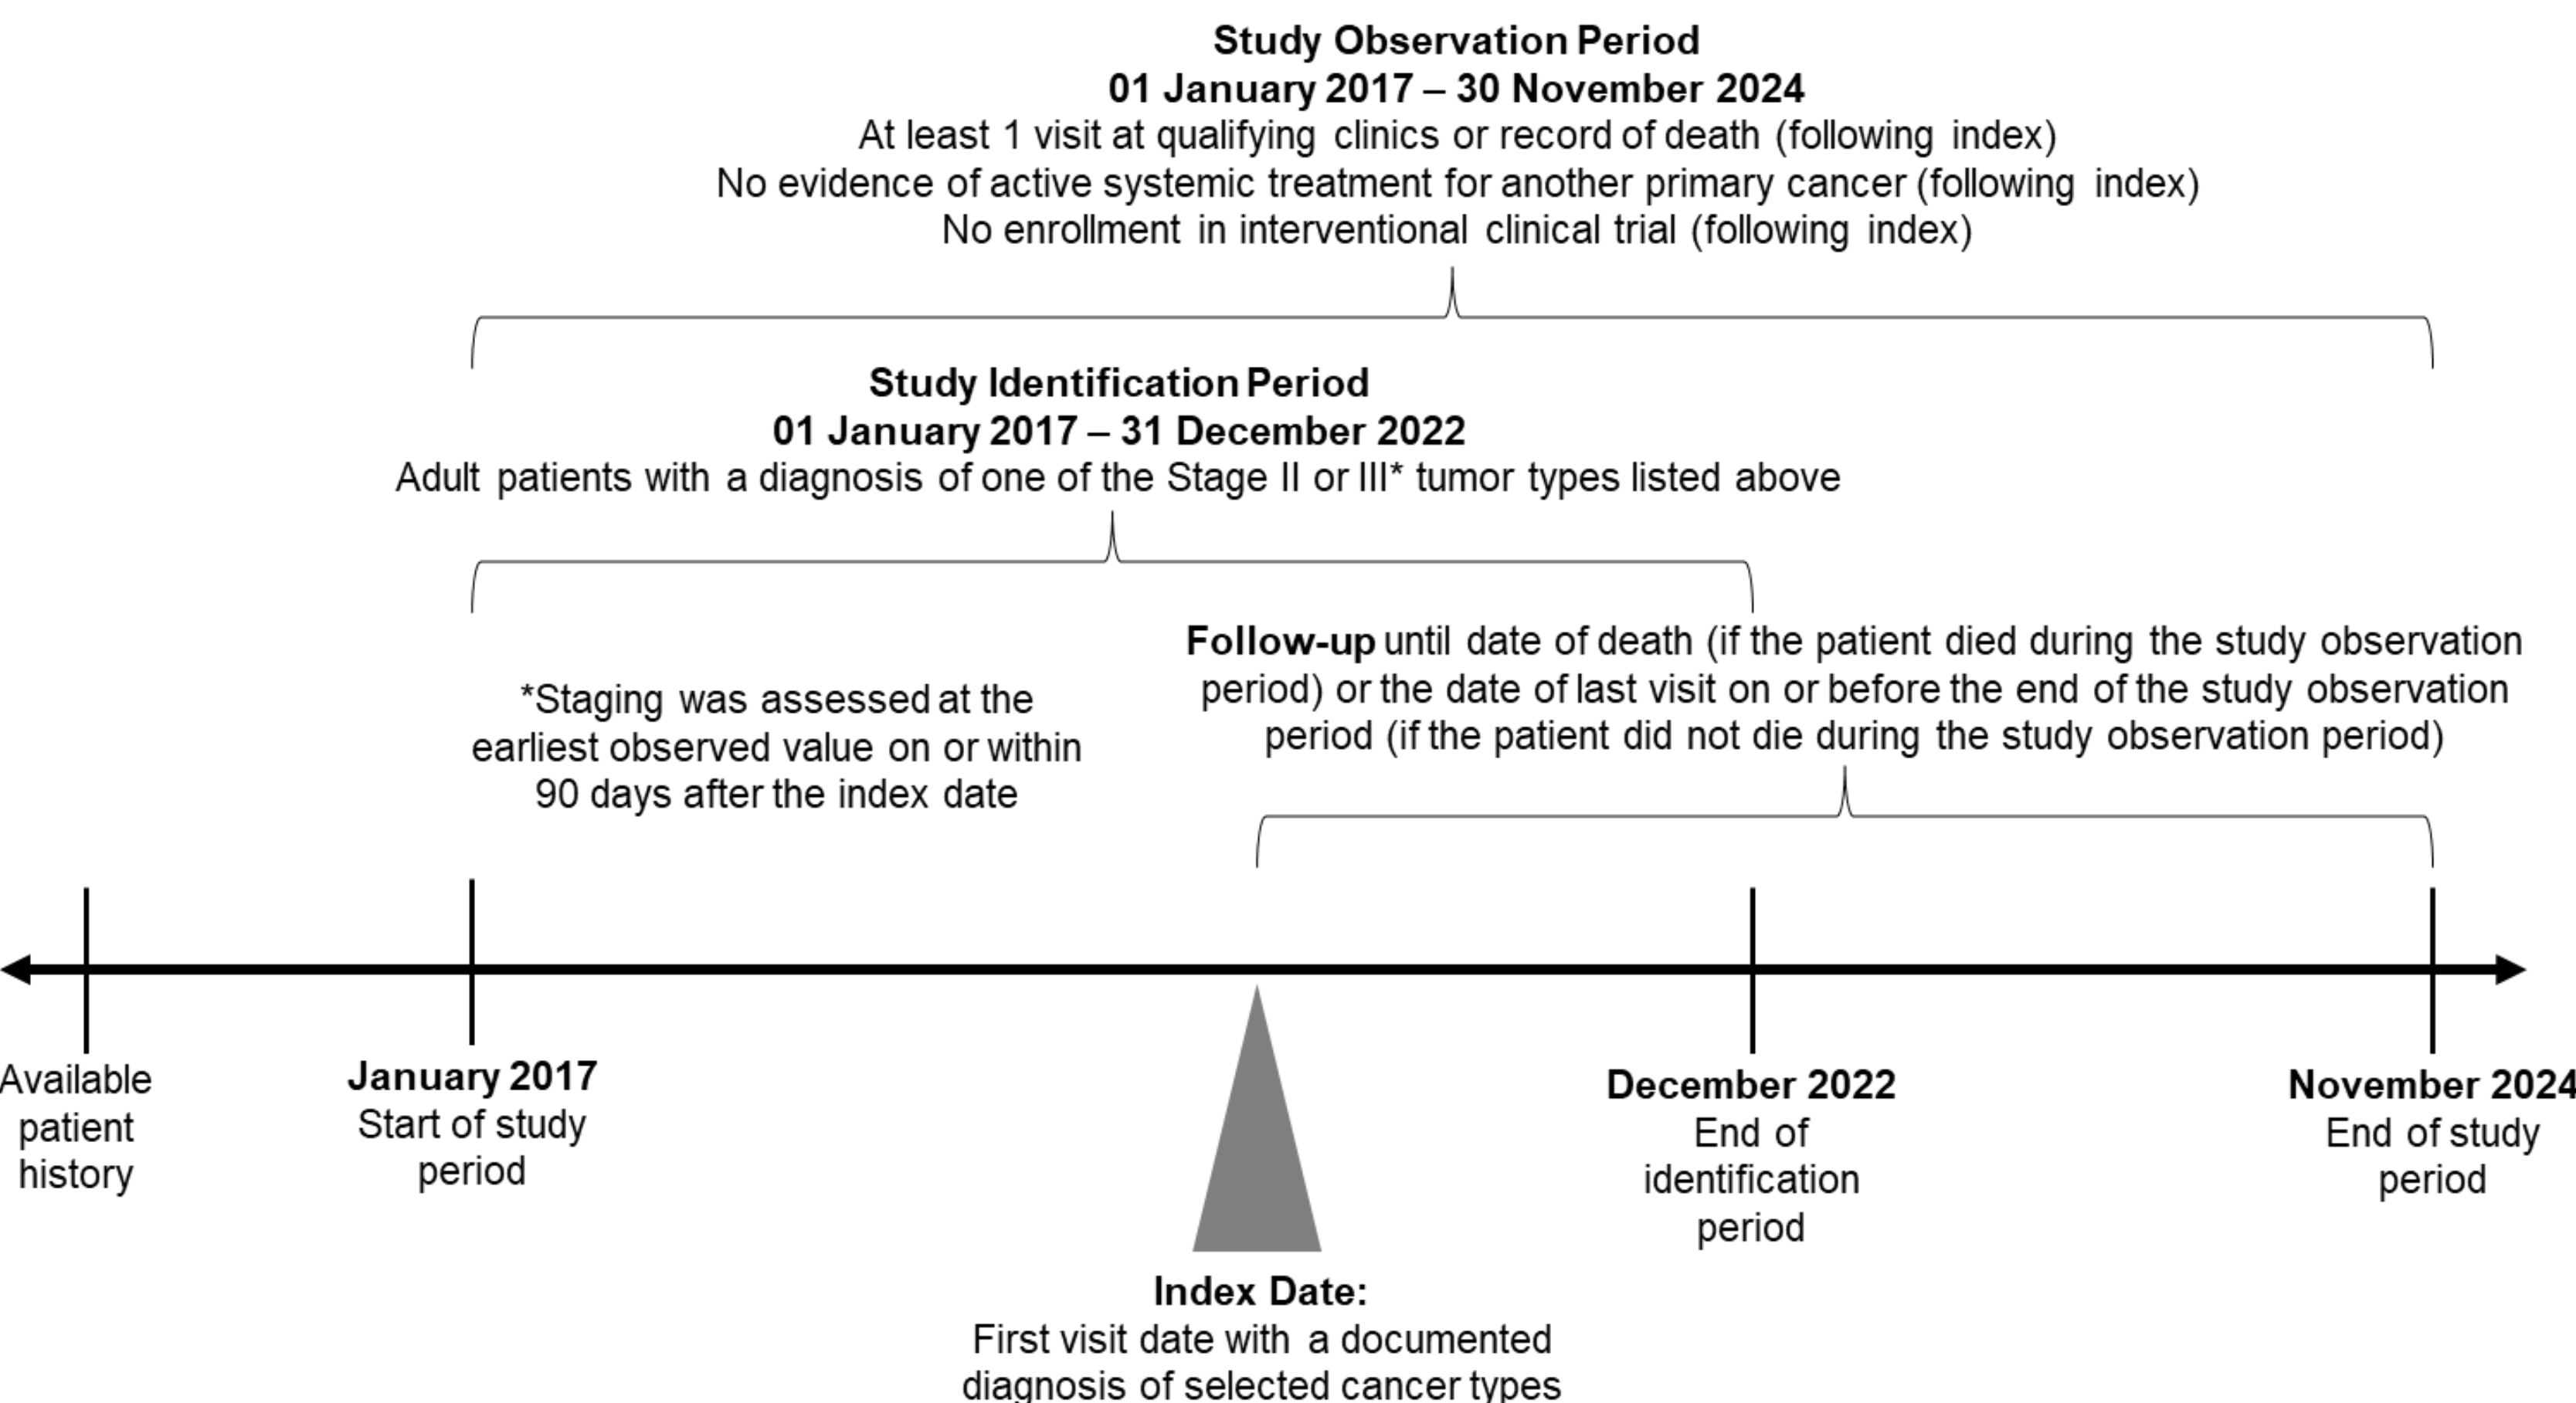 Study Observation Period
01 January 2017 – 30 November 2024
At least 1 visit at qualifying clinics or record of death (following index)
No evidence of active systemic treatment for another primary cancer (following index)
No enrollment in interventional clinical trial (following index)
Study Identification Period
01 January 2017 – 31 December 2022
Adult patients with a diagnosis of one of the Stage II or III* tumor types listed above
*Staging was assessed at the
earliest observed value on or within
90 days after the index date
Follow-up until date of death (if the patient died during the study observation
period) or the date of last visit on or before the end of the study observation
period (if the patient did not die during the study observation period)
Available
patient
history
January 2017
Start of study
period
Index Date:
First visit date with a documented
diagnosis of selected cancer types
December 2022
End of
identification
period
November 2024
End of study
period